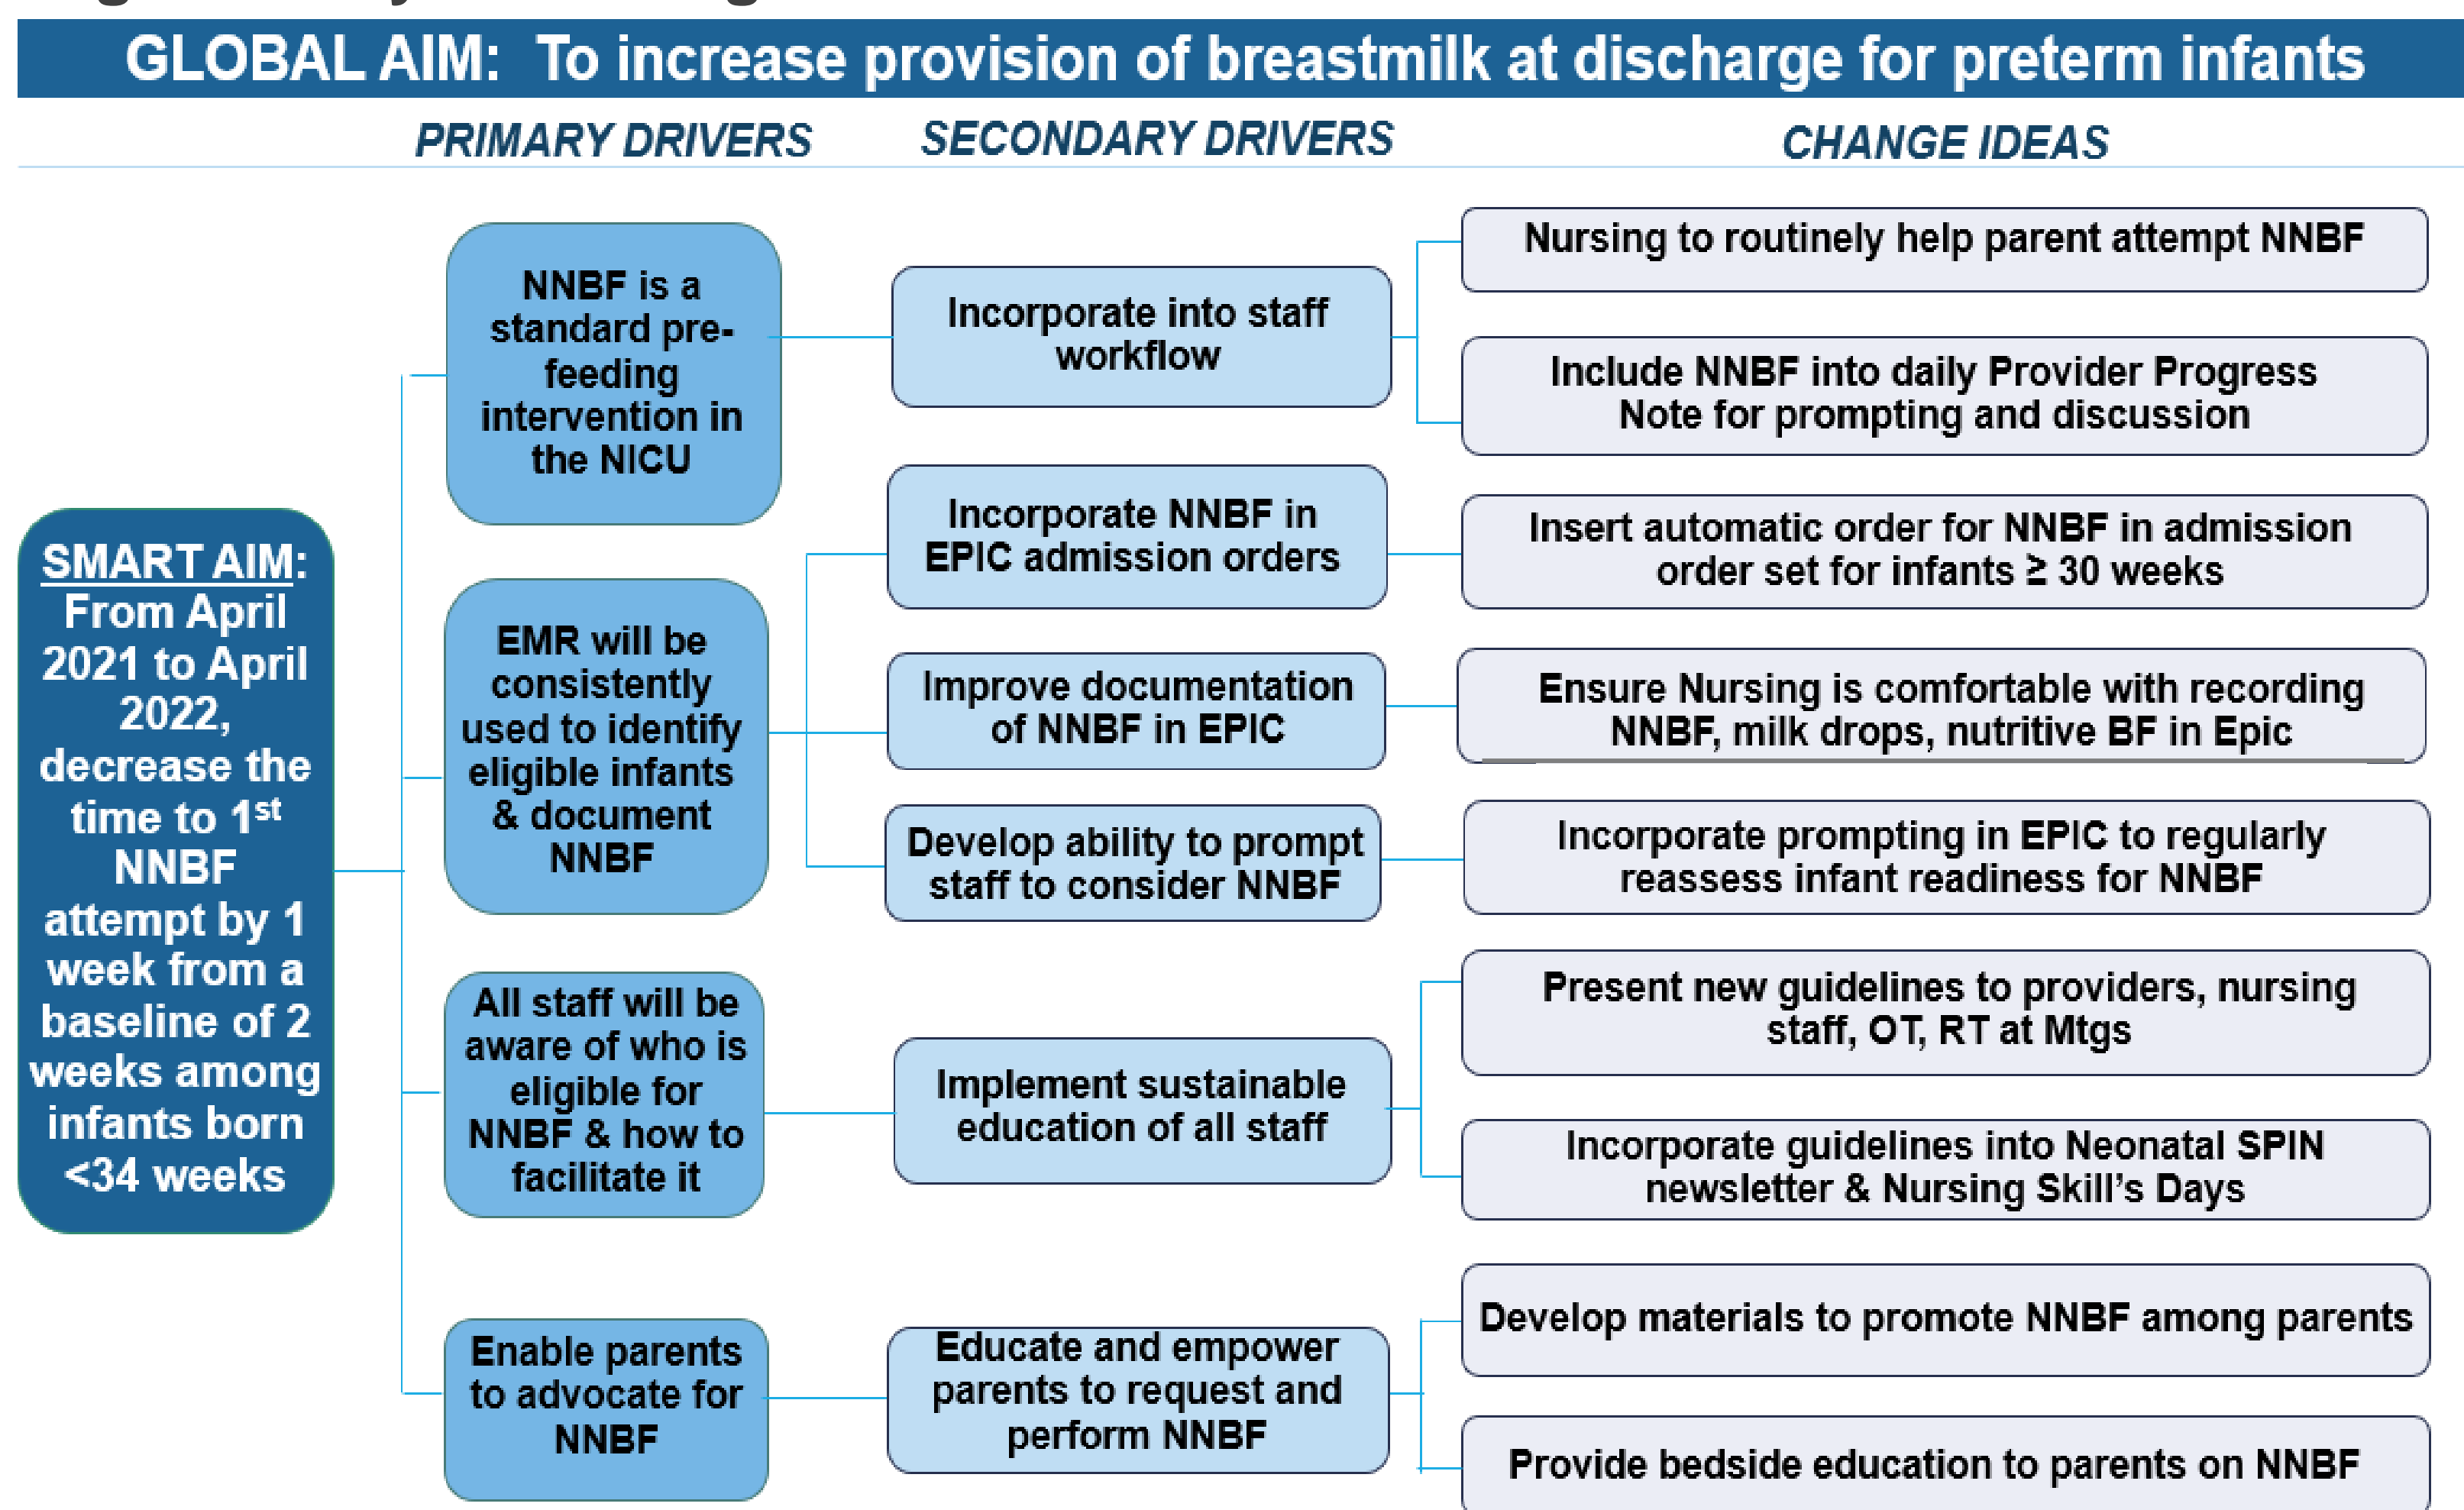 GLOBAL AIM: To increase provision of breastmilk at discharge for preterm infants
PRIMARY DRIVERS
SECONDARY DRIVERS
CHANGE IDEAS
SMART AIM:
From April
2021 to April
2022,
decrease the
time to 1st
NNBF
attempt by 1
week from a
baseline of 2
weeks among
infants born
<34 weeks
NNBF is a
standard pre-
feeding
intervention in
the NICU
Incorporate into staff
workflow
Nursing to routinely help parent attempt NNBF
Include NNBF into daily Provider Progress
Note for prompting and discussion
EMR will be
consistently
used to identify
eligible infants
& document
NNBF
Incorporate NNBF in
EPIC admission orders
Insert automatic order for NNBF in admission
order set for infants ≥ 30 weeks
Improve documentation
of NNBF in EPIC
Ensure Nursing is comfortable with recording
NNBF, milk drops, nutritive BF in Epic
Develop ability to prompt
staff to consider NNBF
Incorporate prompting in EPIC to regularly
reassess infant readiness for NNBF
All staff will be
aware of who is
eligible for
NNBF & how to
facilitate it
Implement sustainable
education of all staff
Present new guidelines to providers, nursing
staff, OT, RT at Mtgs
Incorporate guidelines into Neonatal SPIN
newsletter & Nursing Skill’s Days
Enable parents
to advocate for
NNBF
Educate and empower
parents to request and
perform NNBF
Develop materials to promote NNBF among parents
Provide bedside education to parents on NNBF